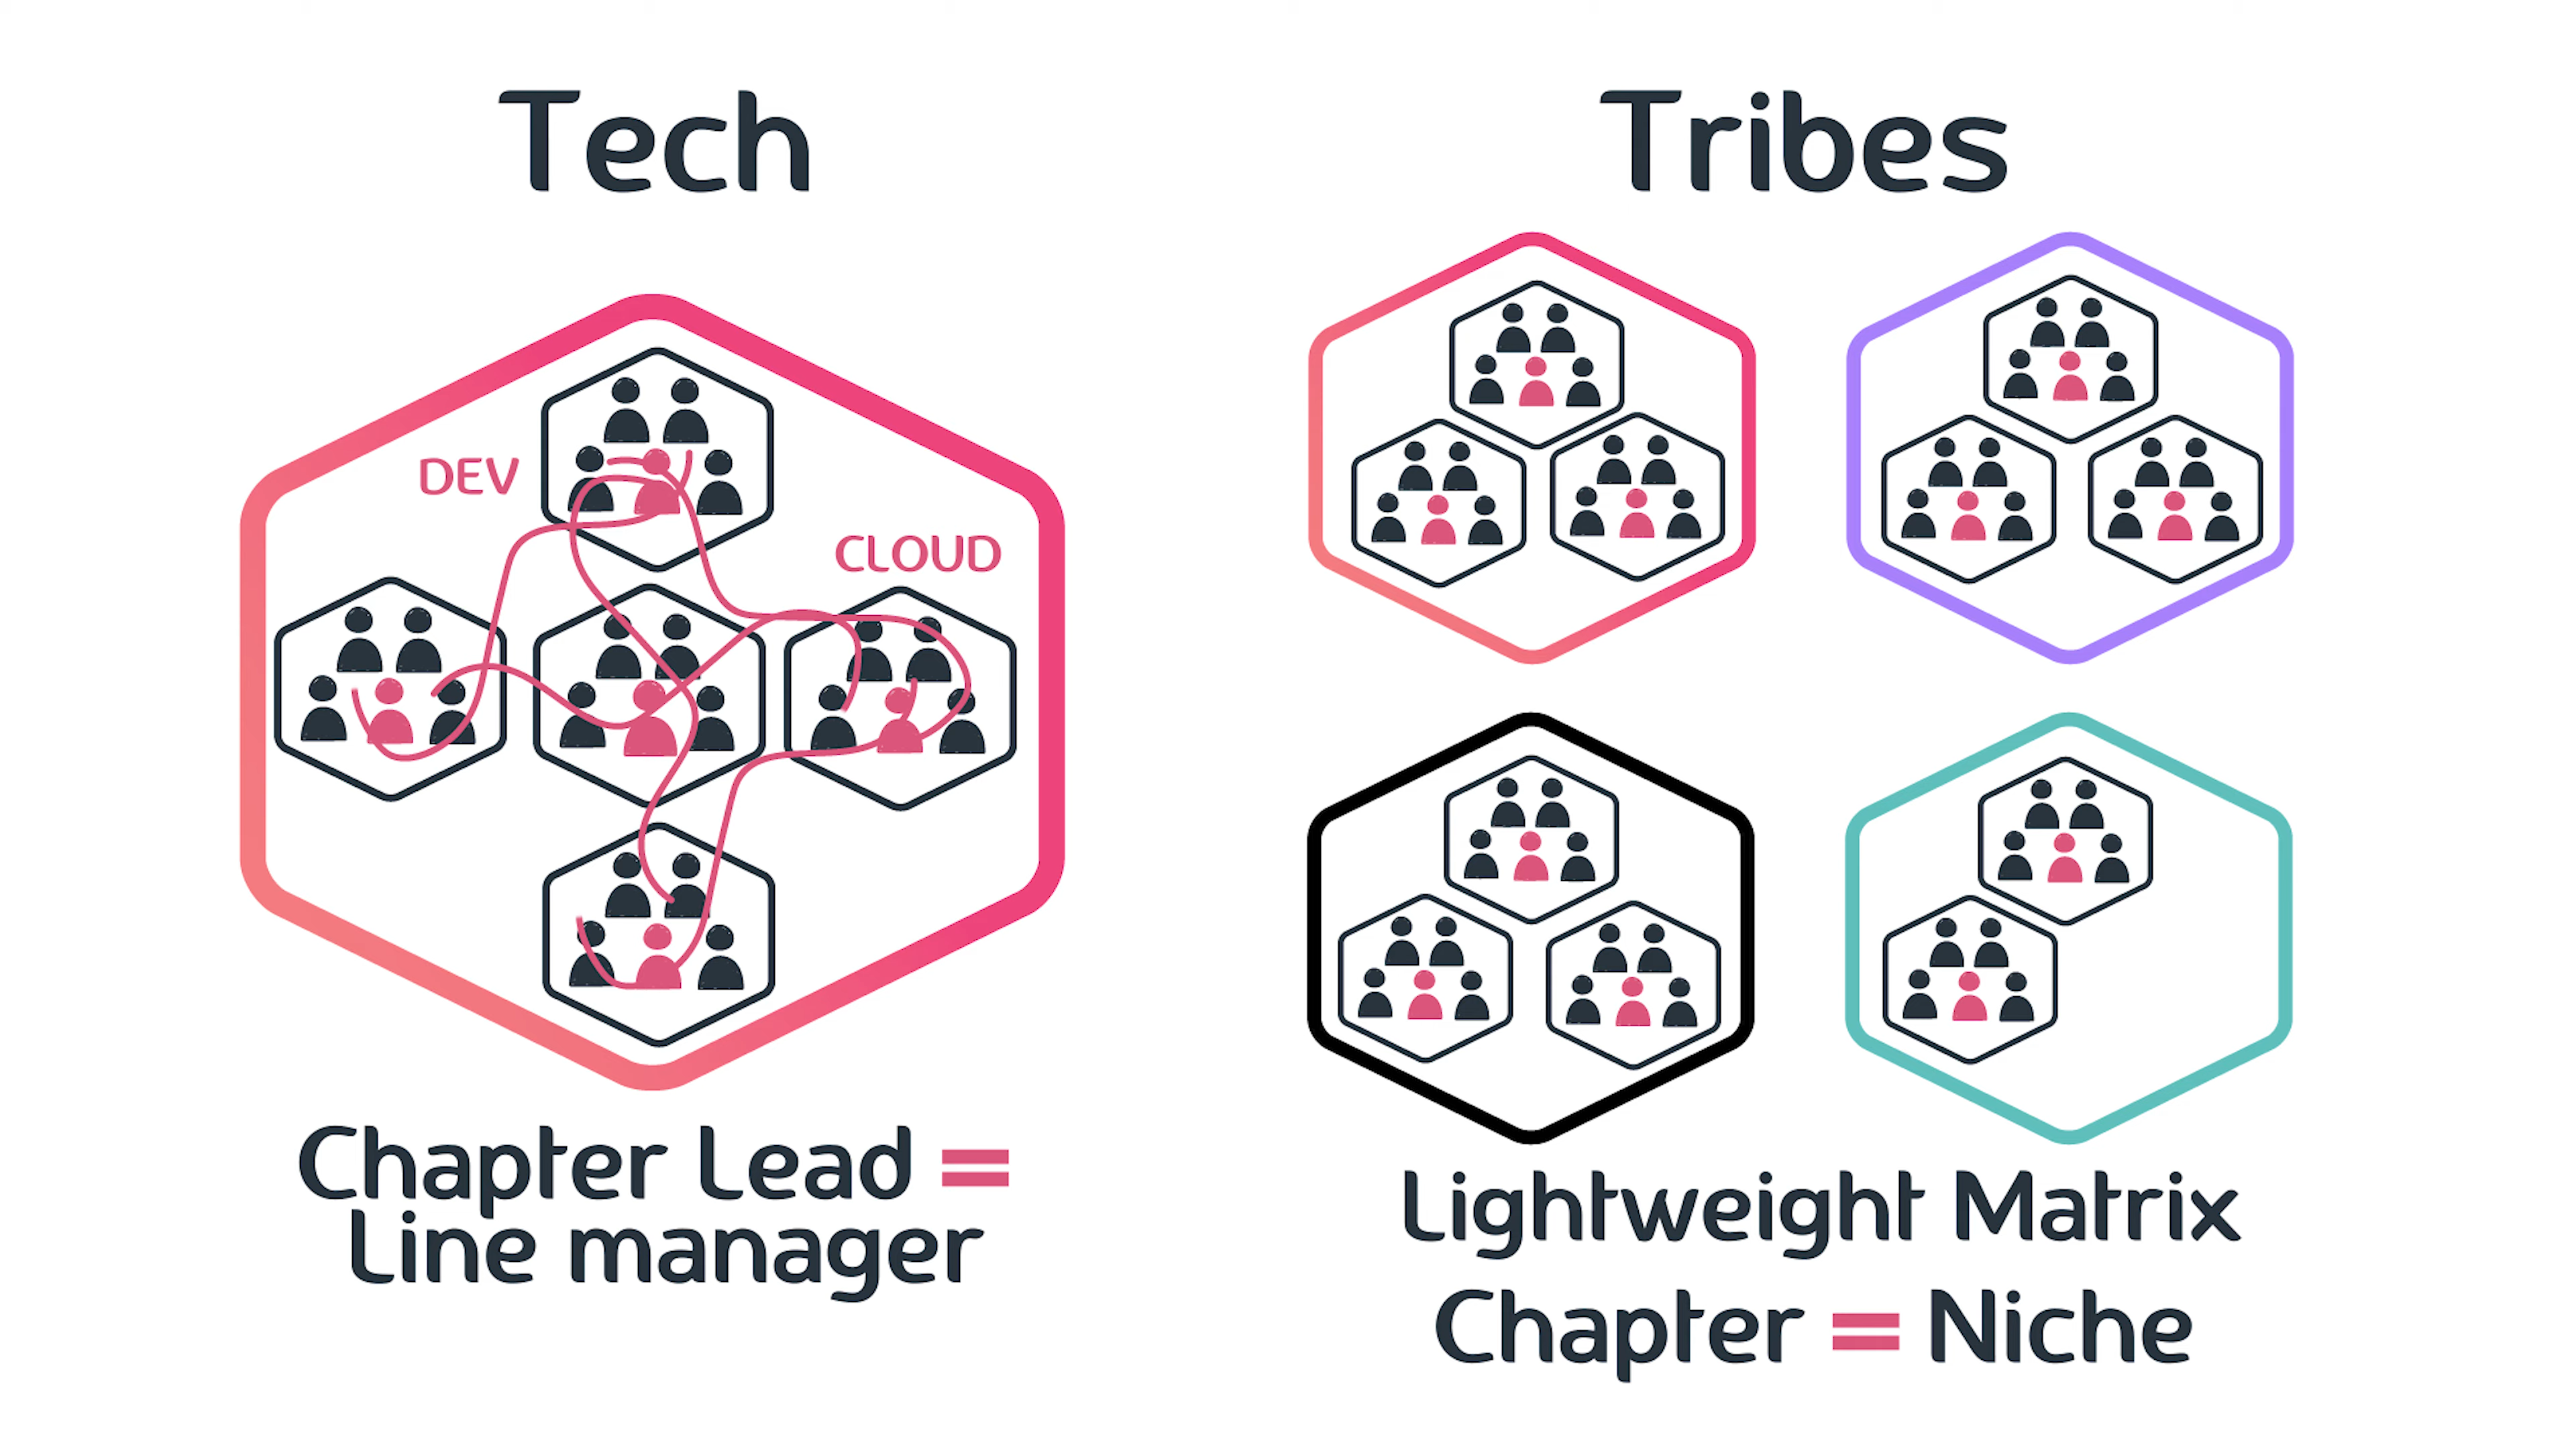 Tech
DEV
CLOUD
Chapter Lead =
Line manager
Tribes
Lightweight Matrix
Chapter = Niche